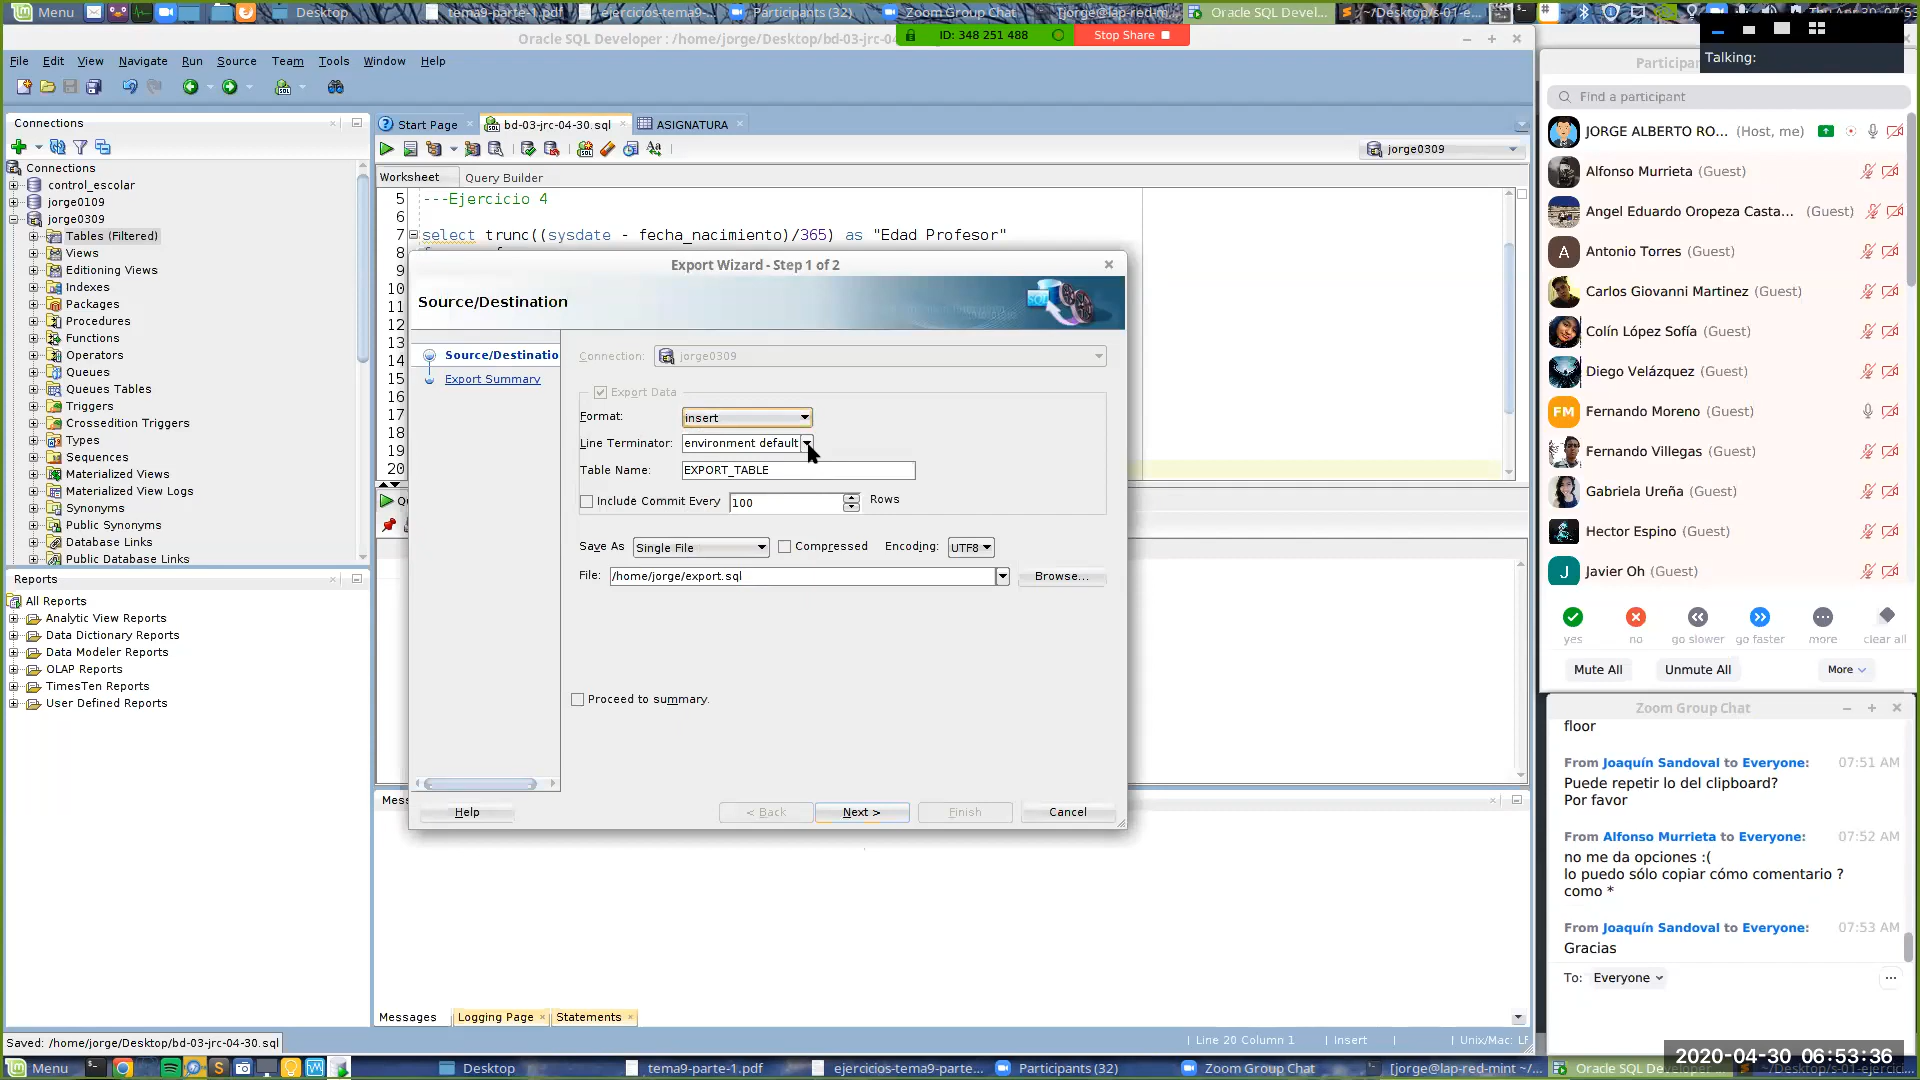 Menu
Desktop
tema9-parte-1.pdf
ejercicios-tema9-...
Participants (32)
Zoom Group Chat
[jorge@lap-red-m...
Oracle SQL Devel...
~/Desktop/s-01-e...
Oracle SQL Developer : /home/jorge/Desktop/bd-03-jrc-04
ID: 348 251 488
Stop Share
Talking:
File Edit View Navigate Run Source Team Tools Window Help
Connections
Connections
control_escolar
jorge0109
jorge0309
Tables (Filtered)
Views
Editioning Views
Indexes
Packages
Procedures
Functions
Operators
Queues
Queues Tables
Triggers
Crossedition Triggers
Types
Sequences
Materialized Views
Materialized View Logs
Synonyms
Public Synonyms
Database Links
Public Database Links
Reports
All Reports
Analytic View Reports
Data Dictionary Reports
Data Modeler Reports
OLAP Reports
TimesTen Reports
User Defined Reports
Start Page
bd-03-jrc-04-30.sql
ASIGNATURA
jorge0309
Worksheet
Query Builder
5 ---Ejercicio 4
6
7 select trunc((sysdate - fecha_nacimiento)/365) as "Edad Profesor"
8
9
10
11
12
13
14
15
16
17
18
19
20
Export Wizard - Step 1 of 2
Source/Destination
Source/Destinatio
Export Summary
Connection: jorge0309
Export Data
Format: insert
Line Terminator: environment default
Table Name: EXPORT_TABLE
Include Commit Every 100 Rows
Save As Single File Compressed Encoding: UTF8
File: /home/jorge/export.sql Browse...
Proceed to summary.
Help
< Back
Next >
Finish
Cancel
Mess
Messages
Logging Page
Statements
Saved: /home/jorge/Desktop/bd-03-jrc-04-30.sql
Line 20 Column 1
Insert
Unix/Mac: LF
Participan
Find a participant
JORGE ALBERTO RO... (Host, me)
Alfonso Murrieta (Guest)
Angel Eduardo Oropeza Casta... (Guest)
A Antonio Torres (Guest)
Carlos Giovanni Martinez (Guest)
Colín López Sofía (Guest)
Diego Velázquez (Guest)
FM Fernando Moreno (Guest)
Fernando Villegas (Guest)
Gabriela Ureña (Guest)
Hector Espino (Guest)
J Javier Oh (Guest)
yes no go slower go faster more clear all
Mute All
Unmute All
More
Zoom Group Chat
floor
From Joaquín Sandoval to Everyone: 07:51 AM
Puede repetir lo del clipboard?
Por favor
From Alfonso Murrieta to Everyone: 07:52 AM
no me da opciones :(
lo puedo sólo copiar cómo comentario ?
como *
From Joaquín Sandoval to Everyone: 07:53 AM
Gracias
To: Everyone
2020-04-30 06:53:36
Menu
Desktop
tema9-parte-1.pdf
ejercicios-tema9-parte...
Participants (32)
Zoom Group Chat
[jorge@lap-red-mint ~/...
Oracle SQL Develo
~/Desktop/s-01-ejercici...